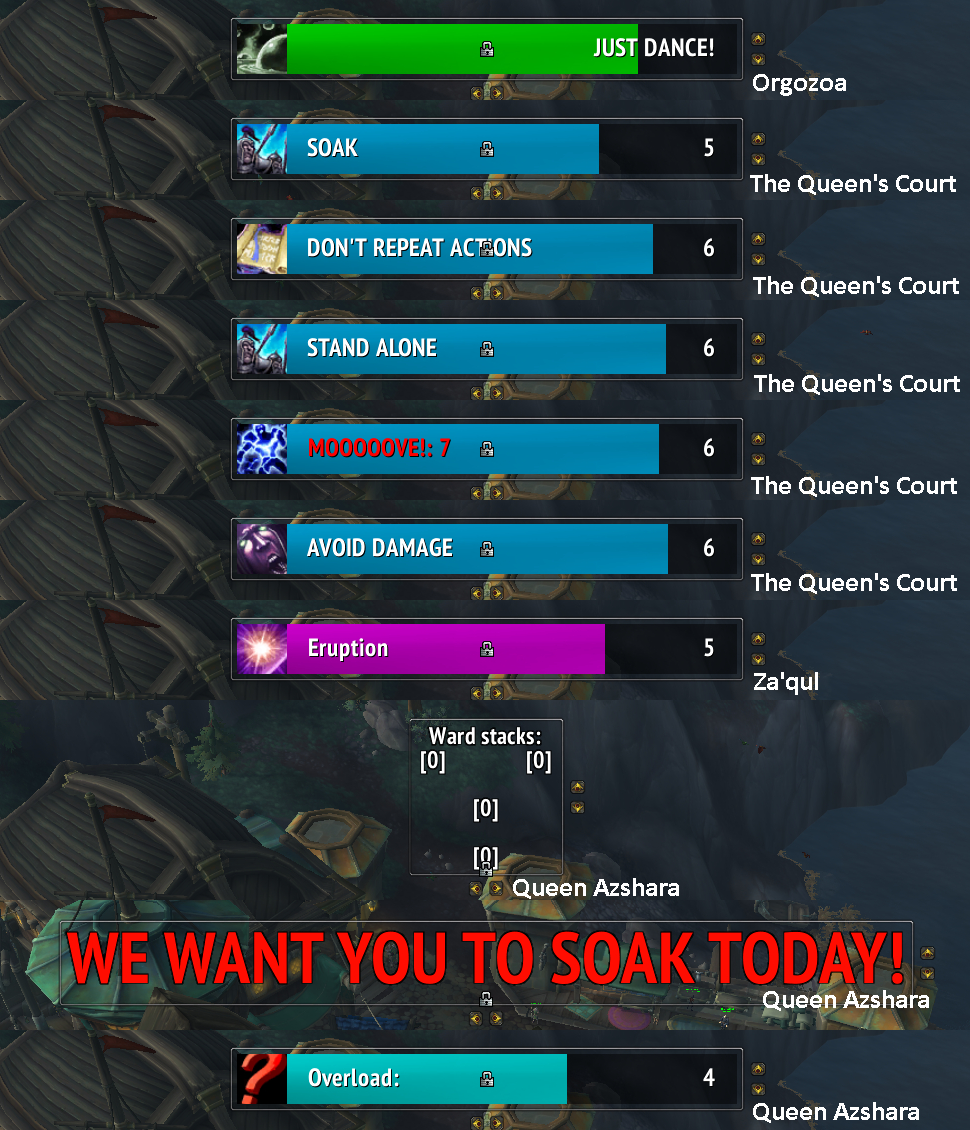 JUST DANCE!
Orgozoa
SOAK 5
The Queen's Court
DON'T REPEAT ACTIONS 6
The Queen's Court
STAND ALONE 6
The Queen's Court
MOOOOOVE!: 7 6
The Queen's Court
AVOID DAMAGE 6
The Queen's Court
Eruption 5
Za'qul
Ward stacks:
[0] [0]
[0]
[0]
Queen Azshara
WE WANT YOU TO SOAK TODAY!
Queen Azshara
Overload: 4
Queen Azshara